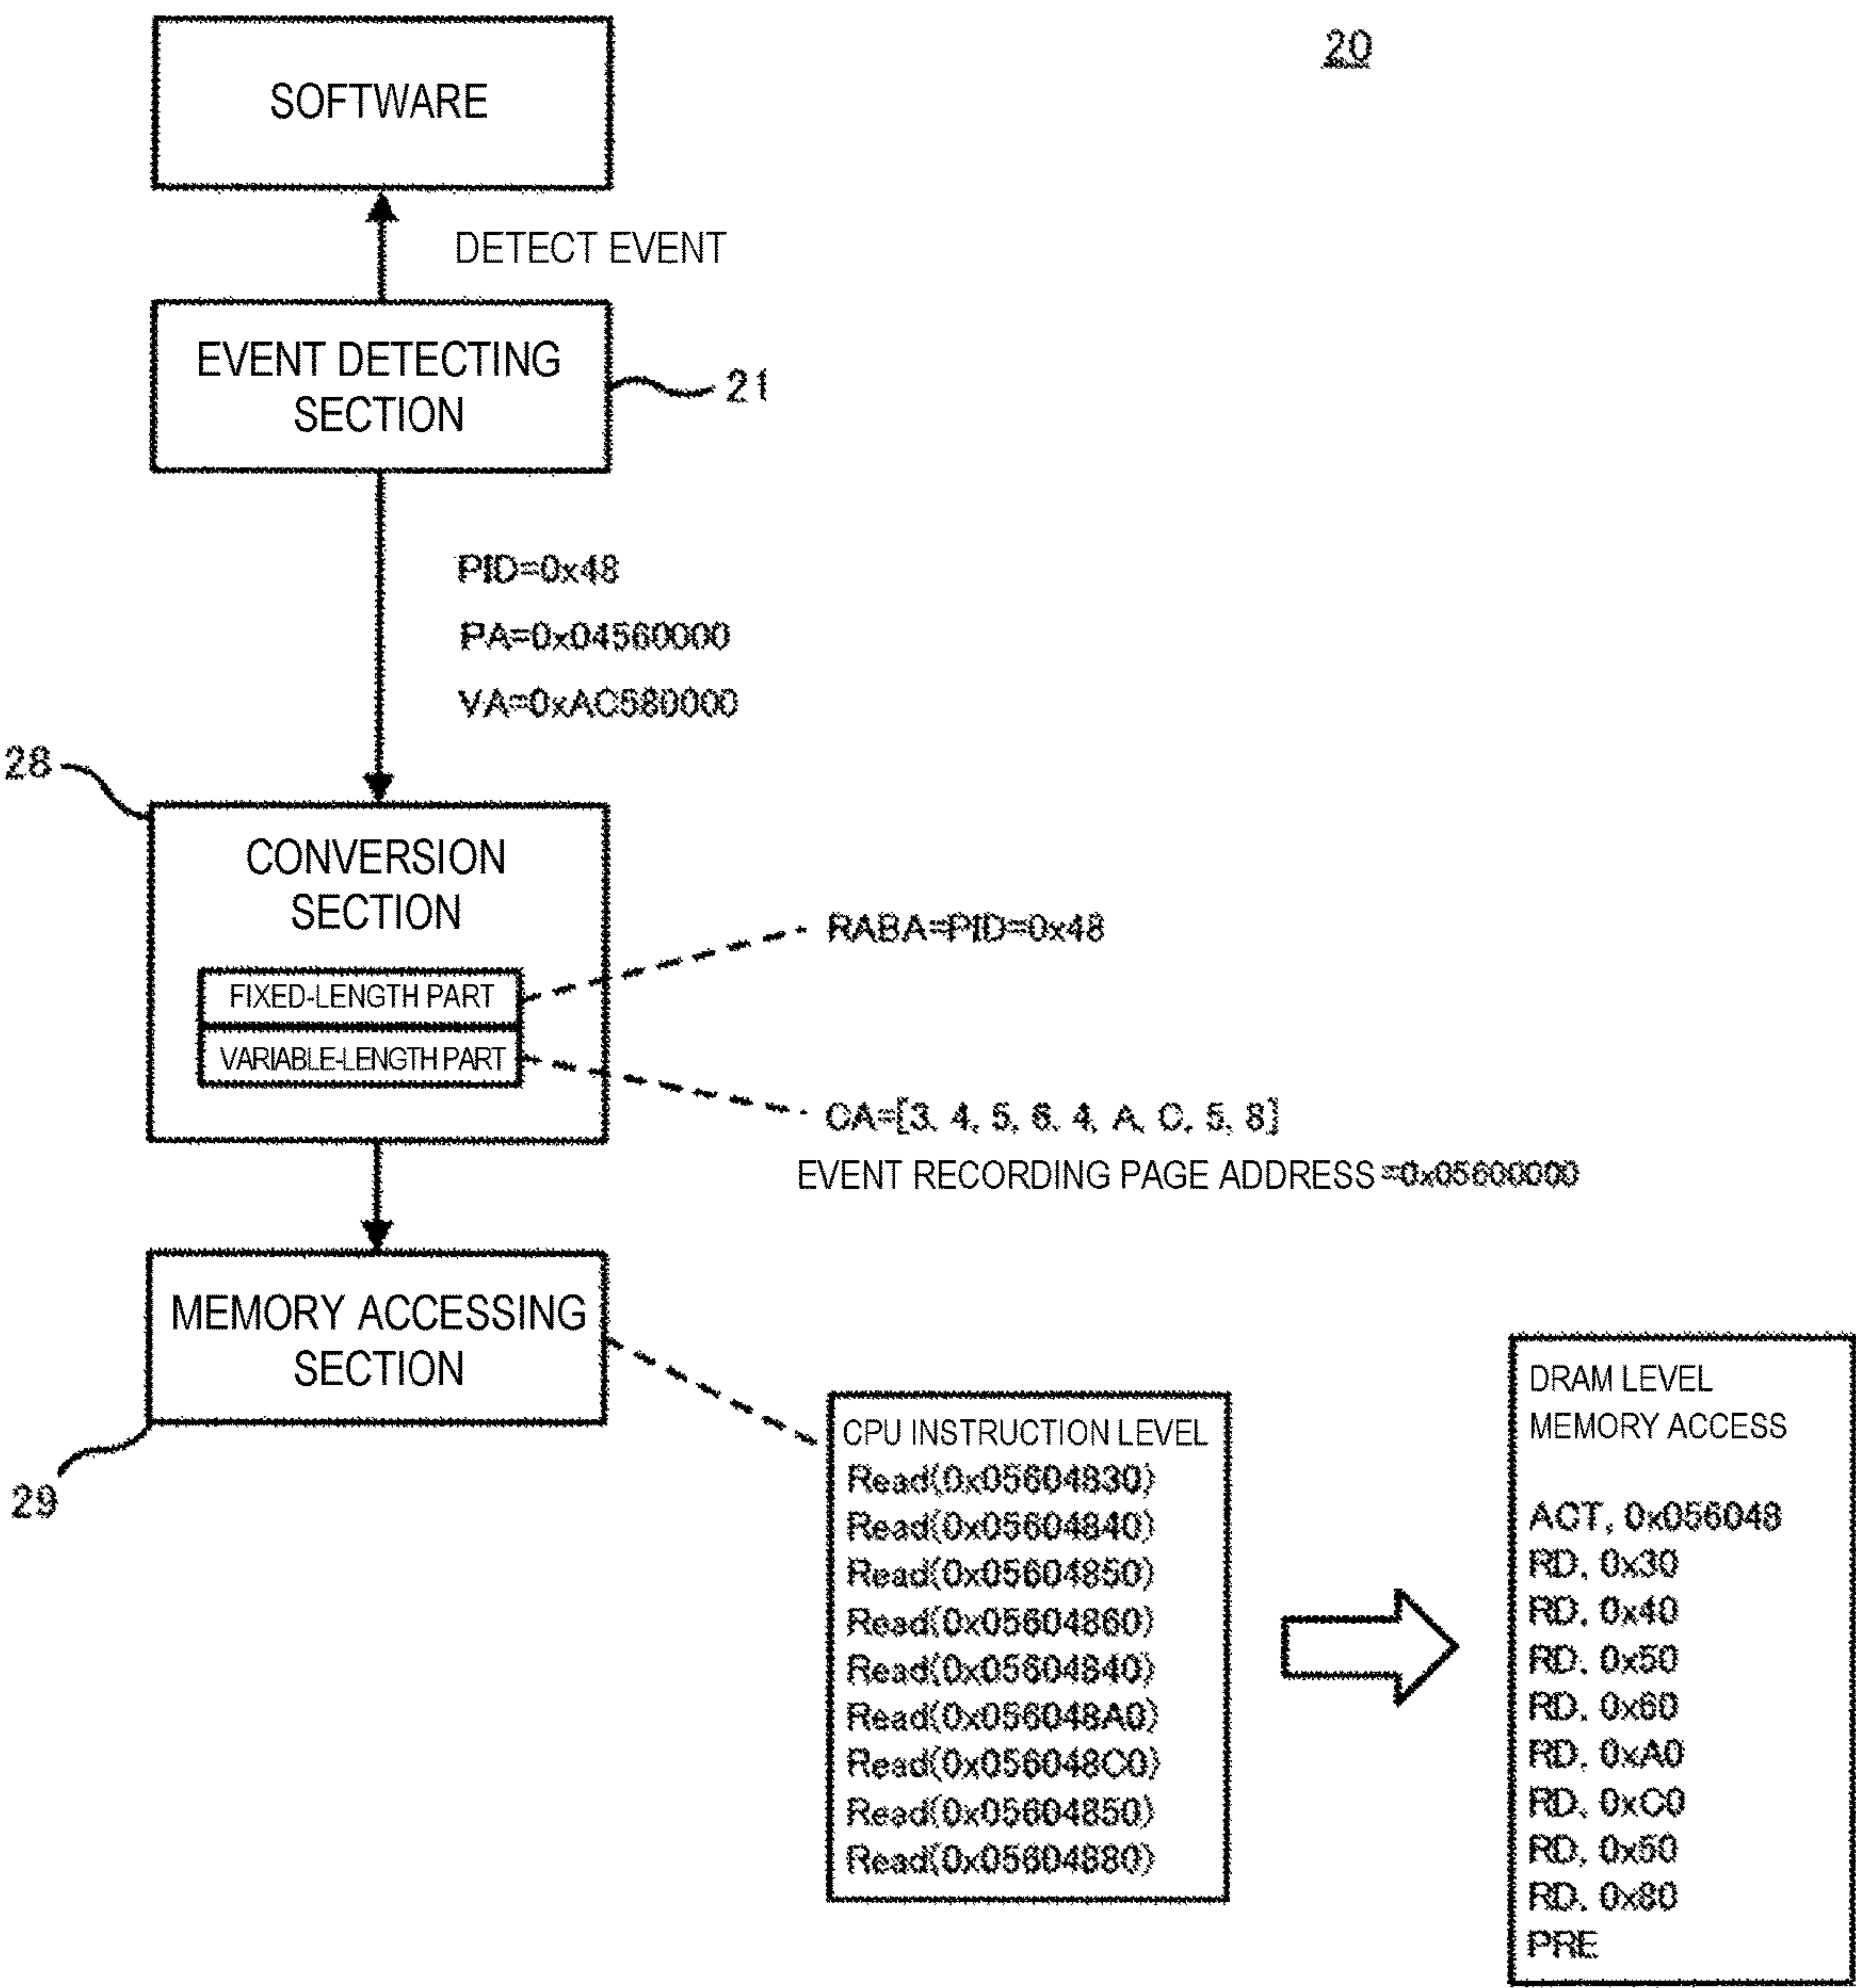 20
SOFTWARE
DETECT EVENT
EVENT DETECTING
SECTION
21
PID=0x48
PA=0x04560000
VA=0xAC580000
28
CONVERSION
SECTION
FIXED-LENGTH PART
VARIABLE-LENGTH PART
RABA=PID=0x48
CA=[3, 4, 5, 6, 4, A, C, 5, 8]
EVENT RECORDING PAGE ADDRESS =0x05600000
MEMORY ACCESSING
SECTION
29
CPU INSTRUCTION LEVEL
Read(0x05604830)
Read(0x05604840)
Read(0x05604850)
Read(0x05604860)
Read(0x05604840)
Read(0x056048A0)
Read(0x056048C0)
Read(0x05604850)
Read(0x05604880)
DRAM LEVEL
MEMORY ACCESS
ACT, 0x056048
RD, 0x30
RD, 0x40
RD, 0x50
RD, 0x60
RD, 0xA0
RD, 0xC0
RD, 0x50
RD, 0x80
PRE